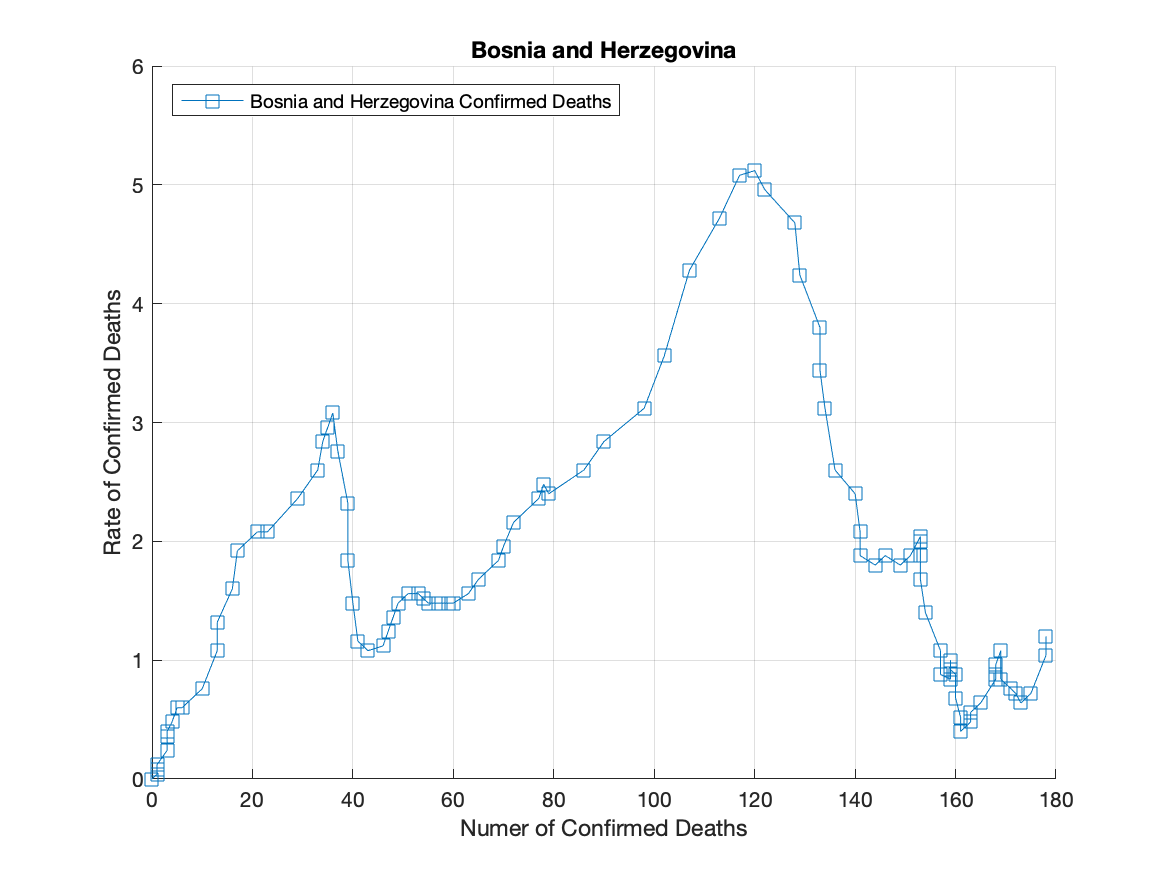 Bosnia and Herzegovina
Bosnia and Herzegovina Confirmed Deaths
Rate of Confirmed Deaths
6
5
4
3
2
1
0
0 20 40 60 80 100 120 140 160 180
Numer of Confirmed Deaths